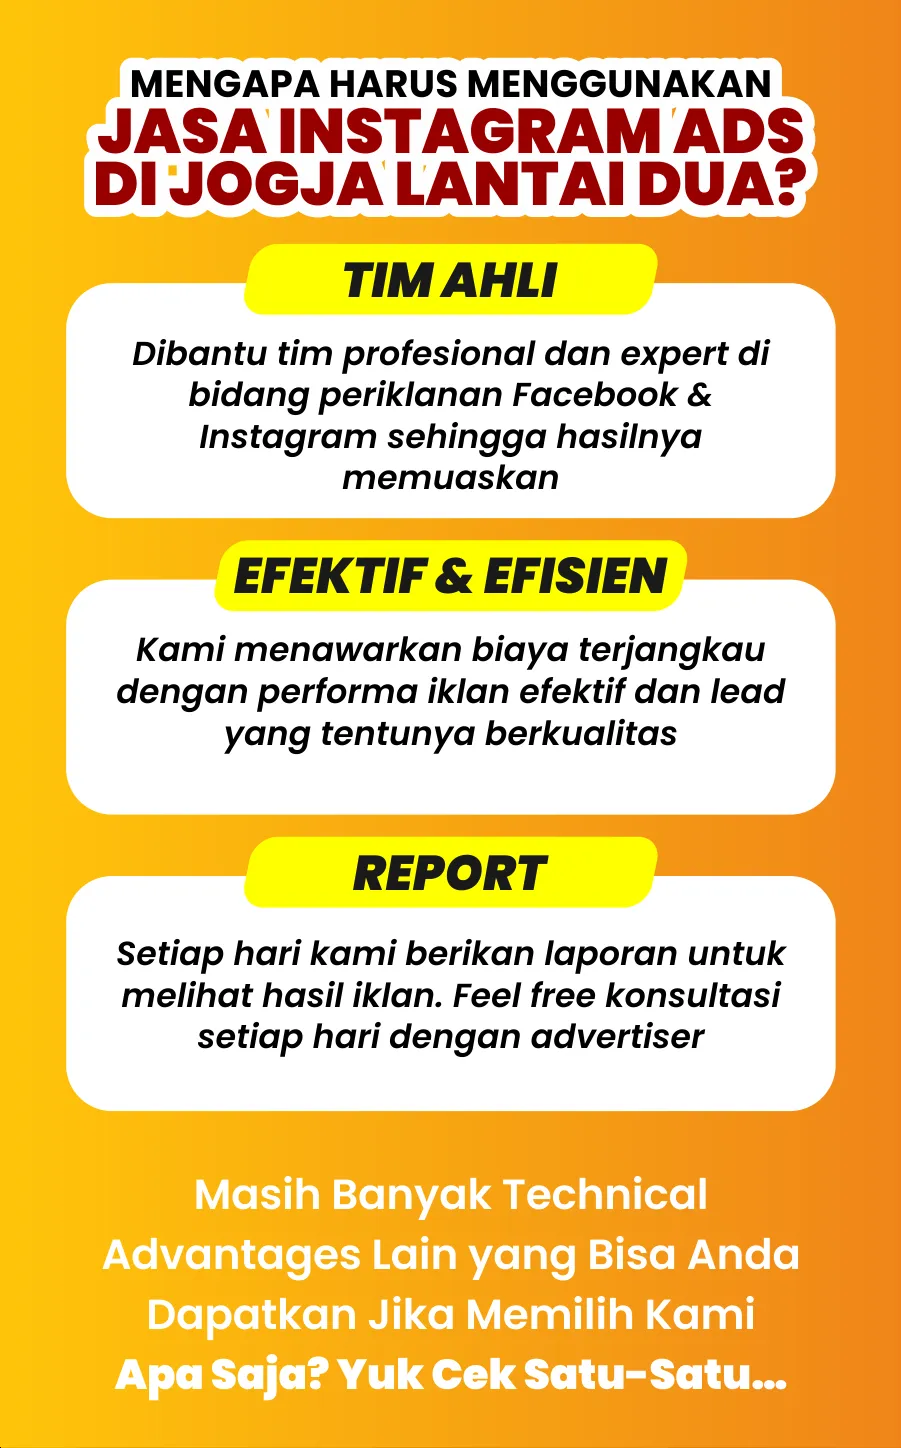 MENGAPA HARUS MENGGUNAKAN
JASA INSTAGRAM ADS
DI JOGJA LANTAI DUA?
TIM AHLI
Dibantu tim profesional dan expert di
bidang periklanan Facebook &
Instagram sehingga hasilnya
memuaskan
EFEKTIF & EFISIEN
Kami menawarkan biaya terjangkau
dengan performa iklan efektif dan lead
yang tentunya berkualitas
REPORT
Setiap hari kami berikan laporan untuk
melihat hasil iklan. Feel free konsultasi
setiap hari dengan advertiser
Masih Banyak Technical
Advantages Lain yang Bisa Anda
Dapatkan Jika Memilih Kami
Apa Saja? Yuk Cek Satu-Satu...